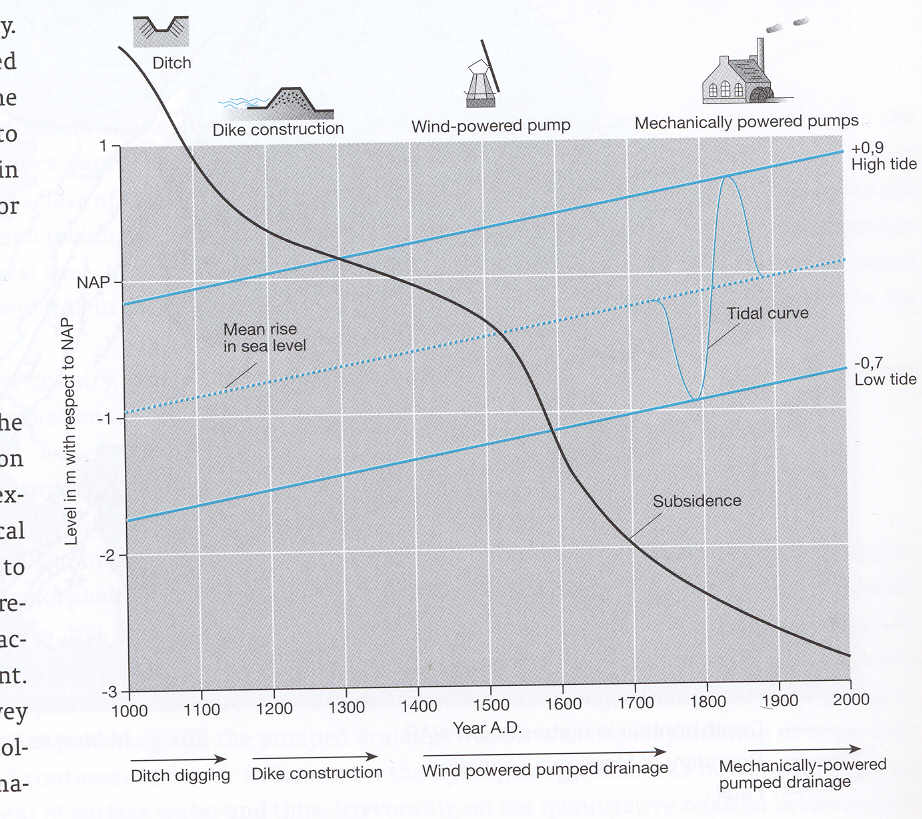 y.
ed
he
to
in
or
Ditch
Dike construction
Wind-powered pump
Mechanically powered pumps
1
+0,9
High tide
NAP
Mean rise
in sea level
Tidal curve
-0,7
Low tide
Level in m with respect to NAP
-1
Subsidence
-2
-3
1000 1100 1200 1300 1400 1500 1600 1700 1800 1900 2000
Year A.D.
Ditch digging
Dike construction
Wind powered pumped drainage
Mechanically-powered
pumped drainage
he
on
ex-
cal
to
re-
ac-
nt.
vey
ol-
na-